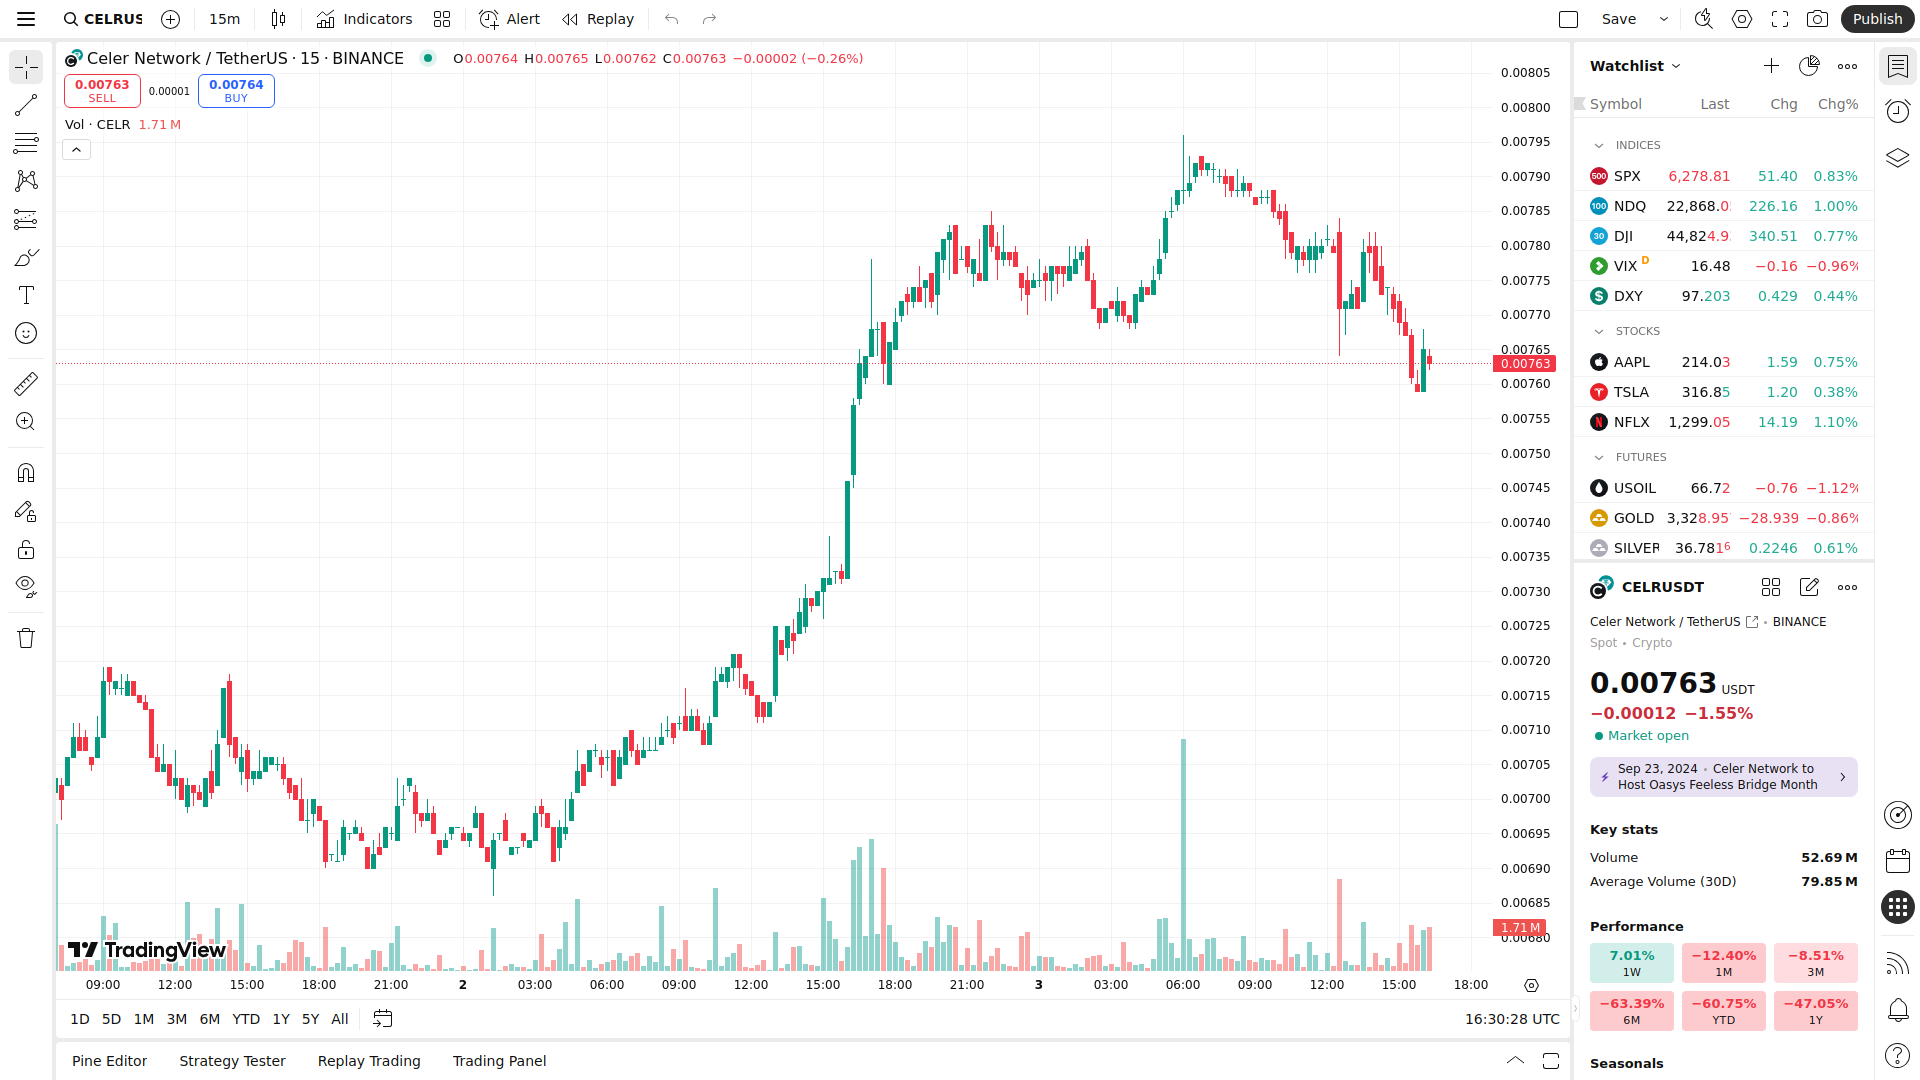 CELRUS
15m
Indicators
Alert
Replay
Save
Publish
Celer Network / TetherUS · 15 · BINANCE
O0.00764 H0.00765 L0.00762 C0.00763 −0.00002 (−0.26%)
0.00763
SELL
0.00001
0.00764
BUY
Vol · CELR 1.71 M
0.00805
0.00800
0.00795
0.00790
0.00785
0.00780
0.00775
0.00770
0.00765
0.00763
0.00760
0.00755
0.00750
0.00745
0.00740
0.00735
0.00730
0.00725
0.00720
0.00715
0.00710
0.00705
0.00700
0.00695
0.00690
0.00685
1.71 M
0.00680
TradingView
09:00 12:00 15:00 18:00 21:00 2 03:00 06:00 09:00 12:00 15:00 18:00 21:00 3 03:00 06:00 09:00 12:00 15:00 18:00
1D 5D 1M 3M 6M YTD 1Y 5Y All
16:30:28 UTC
Pine Editor Strategy Tester Replay Trading Trading Panel
Watchlist
Symbol Last Chg Chg%
INDICES
500 SPX 6,278.81 51.40 0.83%
100 NDQ 22,868.0 226.16 1.00%
30 DJI 44,824.9 340.51 0.77%
VIX D 16.48 −0.16 −0.96%
DXY 97.203 0.429 0.44%
STOCKS
AAPL 214.03 1.59 0.75%
TSLA 316.85 1.20 0.38%
NFLX 1,299.05 14.19 1.10%
FUTURES
USOIL 66.72 −0.76 −1.12%
GOLD 3,328.95 −28.939 −0.86%
SILVER 36.7816 0.2246 0.61%
CELRUSDT
Celer Network / TetherUS • BINANCE
Spot • Crypto
0.00763 USDT
−0.00012 −1.55%
Market open
Sep 23, 2024 • Celer Network to
Host Oasys Feeless Bridge Month
Key stats
Volume 52.69 M
Average Volume (30D) 79.85 M
Performance
7.01% −12.40% −8.51%
1W 1M 3M
−63.39% −60.75% −47.05%
6M YTD 1Y
Seasonals